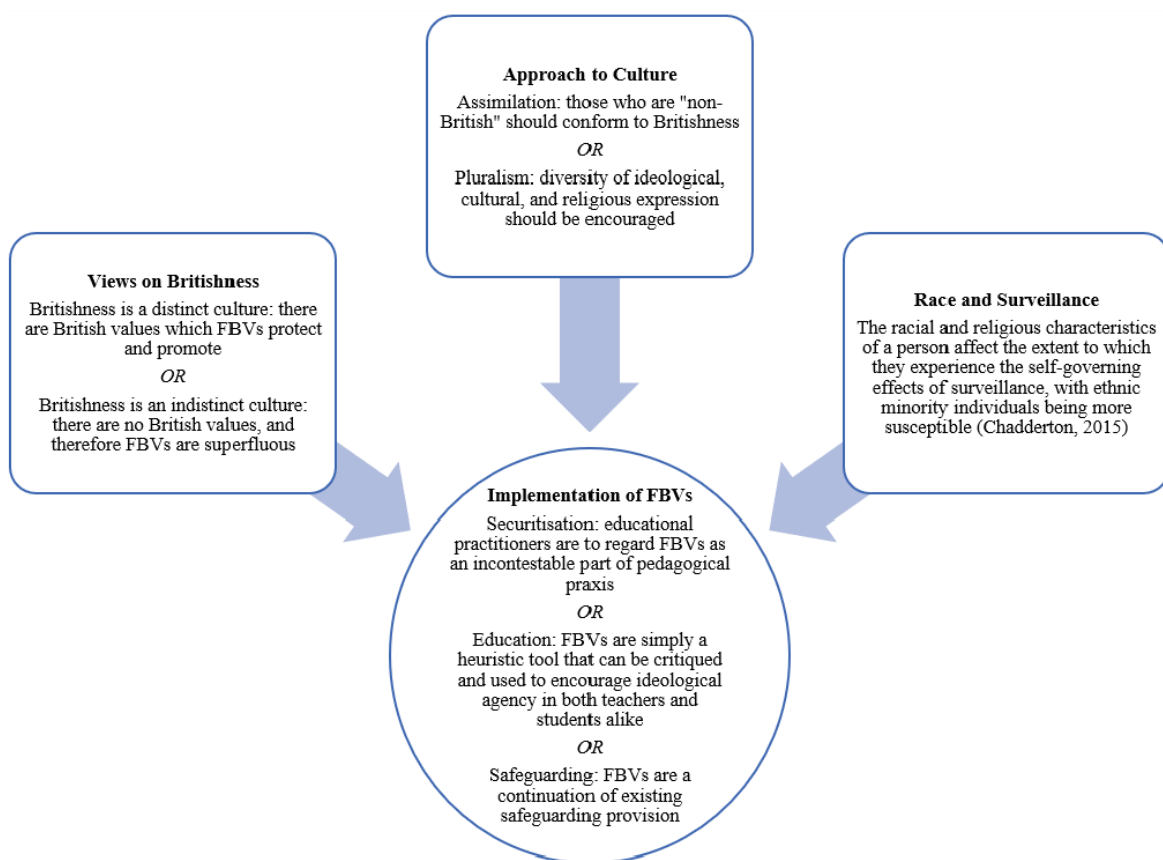 Approach to Culture
Assimilation: those who are "non-
British" should conform to Britishness
OR
Pluralism: diversity of ideological,
cultural, and religious expression
should be encouraged
Views on Britishness
Britishness is a distinct culture: there
are British values which FBVs protect
and promote
OR
Britishness is an indistinct culture:
there are no British values, and
therefore FBVs are superfluous
Race and Surveillance
The racial and religious characteristics
of a person affect the extent to which
they experience the self-governing
effects of surveillance, with ethnic
minority individuals being more
susceptible (Chadderton, 2015)
Implementation of FBVs
Securitisation: educational
practitioners are to regard FBVs as
an incontestable part of pedagogical
praxis
OR
Education: FBVs are simply a
heuristic tool that can be critiqued
and used to encourage ideological
agency in both teachers and
students alike
OR
Safeguarding: FBVs are a
continuation of existing
safeguarding provision